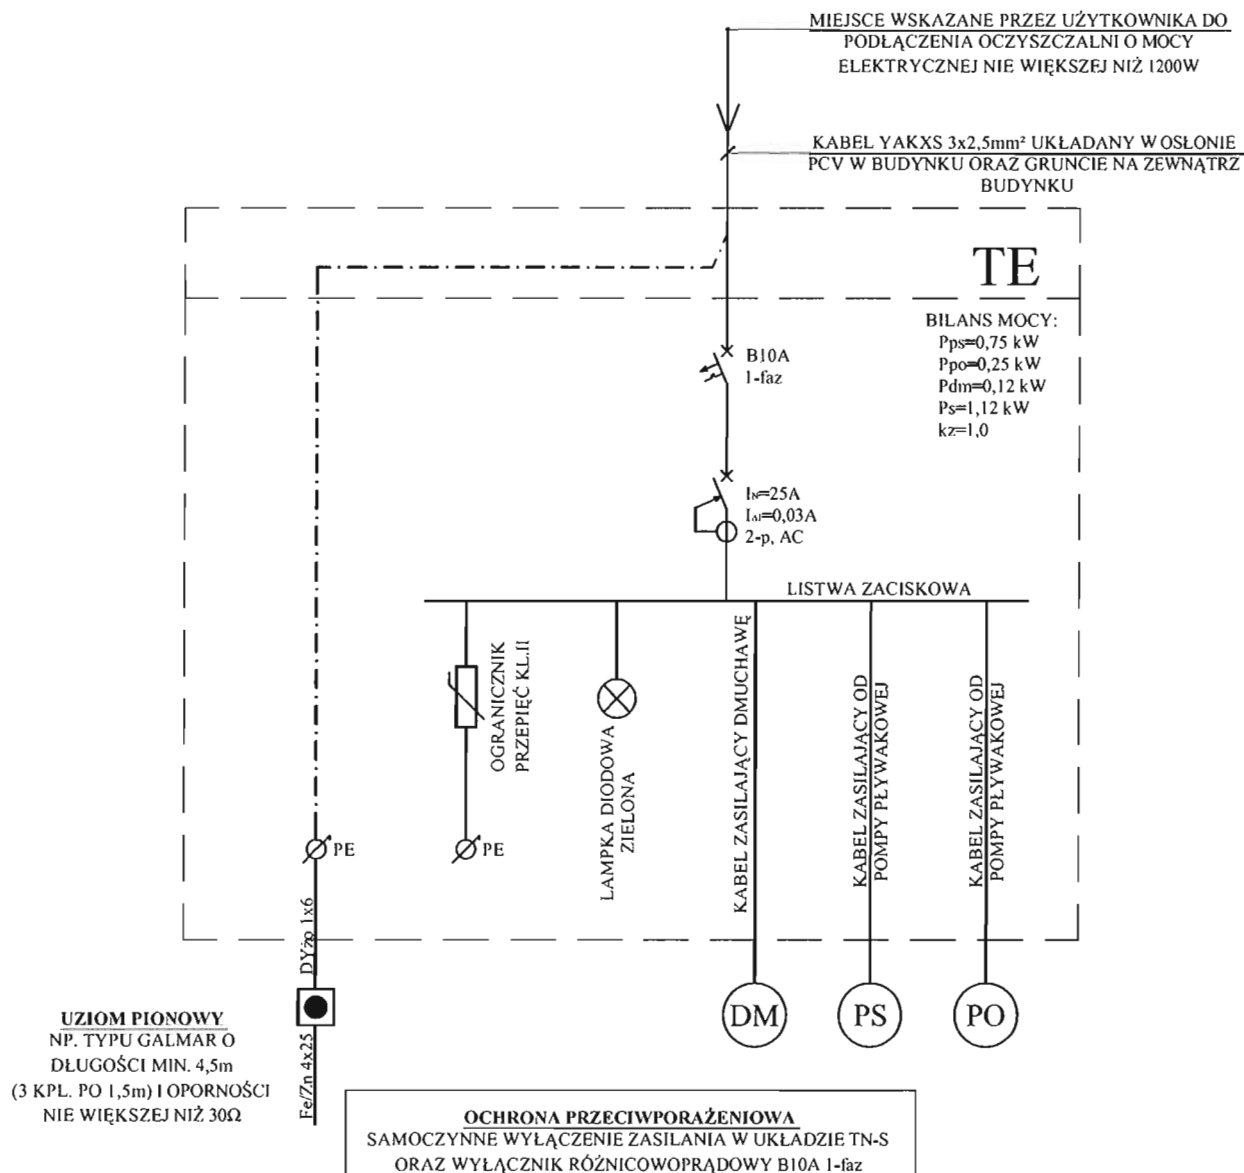 MIEJSCE WSKAZANE PRZEZ UŻYTKOWNIKA DO
PODŁĄCZENIA OCZYSZCZALNI O MOCY
ELEKTRYCZNEJ NIE WIĘKSZEJ NIŻ 1200W
KABEL YAKXS 3x2,5mm² UKŁADANY W OSŁONIE
PCV W BUDYNKU ORAZ GRUNCIE NA ZEWNĄTRZ
BUDYNKU
TE
BILANS MOCY:
Pps=0,75 kW
Ppo=0,25 kW
Pdm=0,12 kW
Ps=1,12 kW
kz=1,0
B10A
1-faz
IN=25A
IΔI=0,03A
2-p, AC
LISTWA ZACISKOWA
OGRANICZNIK
PRZEPIĘĆ KL.II
LAMPKA DIODOWA
ZIELONA
KABEL ZASILAJĄCY DMUCHAWĘ
KABEL ZASILAJĄCY OD
POMPY PŁYWAKOWEJ
KABEL ZASILAJĄCY OD
POMPY PŁYWAKOWEJ
PE
PE
DYżo 1x6
Fe/Zn 4x25
DM
PS
PO
UZIOM PIONOWY
NP. TYPU GALMAR O
DŁUGOŚCI MIN. 4,5m
(3 KPL. PO 1,5m) I OPORNOŚCI
NIE WIĘKSZEJ NIŻ 30Ω
OCHRONA PRZECIWPORAŻENIOWA
SAMOCZYNNE WYŁĄCZENIE ZASILANIA W UKŁADZIE TN-S
ORAZ WYŁĄCZNIK RÓŻNICOWOPRĄDOWY B10A 1-faz